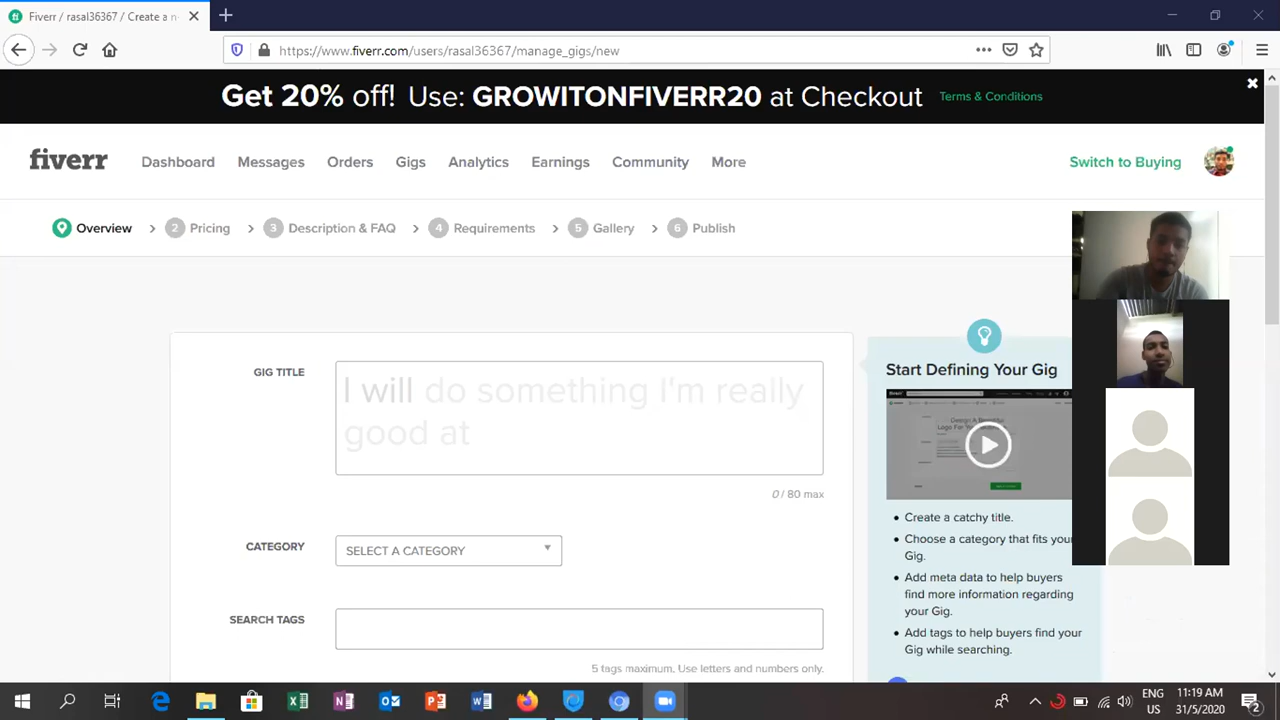 Fiverr / rasal36367 / Create a n
https://www.fiverr.com/users/rasal36367/manage_gigs/new
Get 20% off! Use: GROWITONFIVERR20 at Checkout Terms & Conditions
fiverr Dashboard Messages Orders Gigs Analytics Earnings Community More Switch to Buying
Overview 2 Pricing 3 Description & FAQ 4 Requirements 5 Gallery 6 Publish
GIG TITLE
I will do something I'm really
good at
0 / 80 max
CATEGORY
SELECT A CATEGORY
SEARCH TAGS
5 tags maximum. Use letters and numbers only.
Start Defining Your Gig
Create a catchy title.
Choose a category that fits your
Gig.
Add meta data to help buyers
find more information regarding
your Gig.
Add tags to help buyers find your
Gig while searching.
ENG
US
11:19 AM
31/5/2020
2